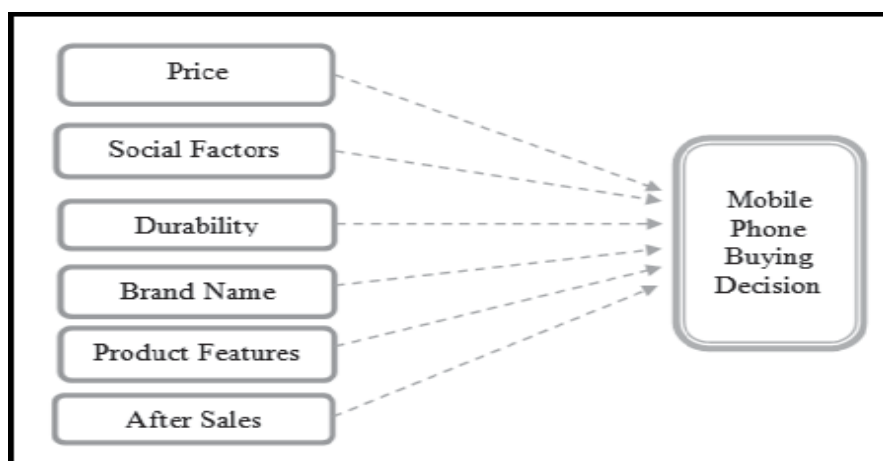 Price
Social Factors
Durability
Brand Name
Product Features
After Sales
Mobile
Phone
Buying
Decision